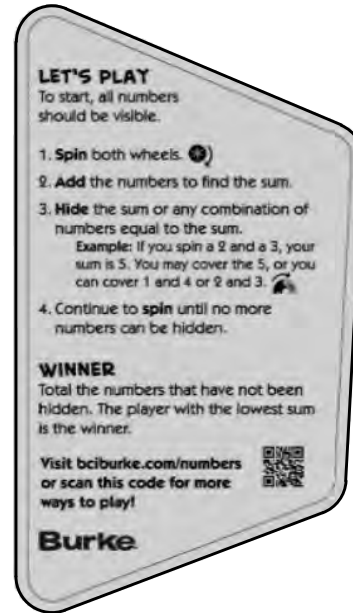 LET'S PLAY
To start, all numbers
should be visible.
1. Spin both wheels.
2. Add the numbers to find the sum.
3. Hide the sum or any combination of
numbers equal to the sum.
Example: If you spin a 2 and a 3, your
sum is 5. You may cover the 5, or you
can cover 1 and 4 or 2 and 3.
4. Continue to spin until no more
numbers can be hidden.
WINNER
Total the numbers that have not been
hidden. The player with the lowest sum
is the winner.
Visit bciburke.com/numbers
or scan this code for more
ways to play!
Burke